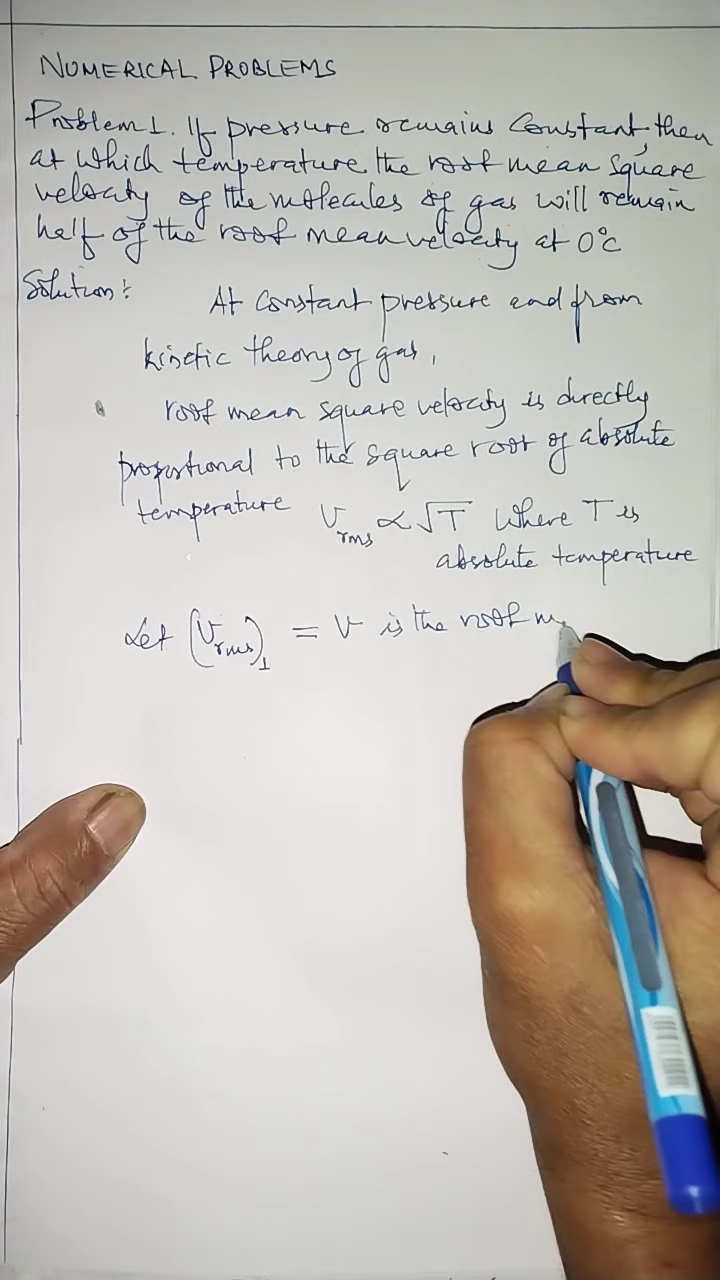 NUMERICAL PROBLEMS
Problem 1. If pressure remains Constant, then
at which temperature the root mean square
velocity of the molecules of gas will remain
half of the root mean velocity at 0°C
Solution:
At constant pressure and from
kinetic theory of gas,
root mean square velocity is directly
proportional to the square root of absolute
temperature V rms ∝ √T where T is
absolute temperature
Let (V rms)1 = V is the root m